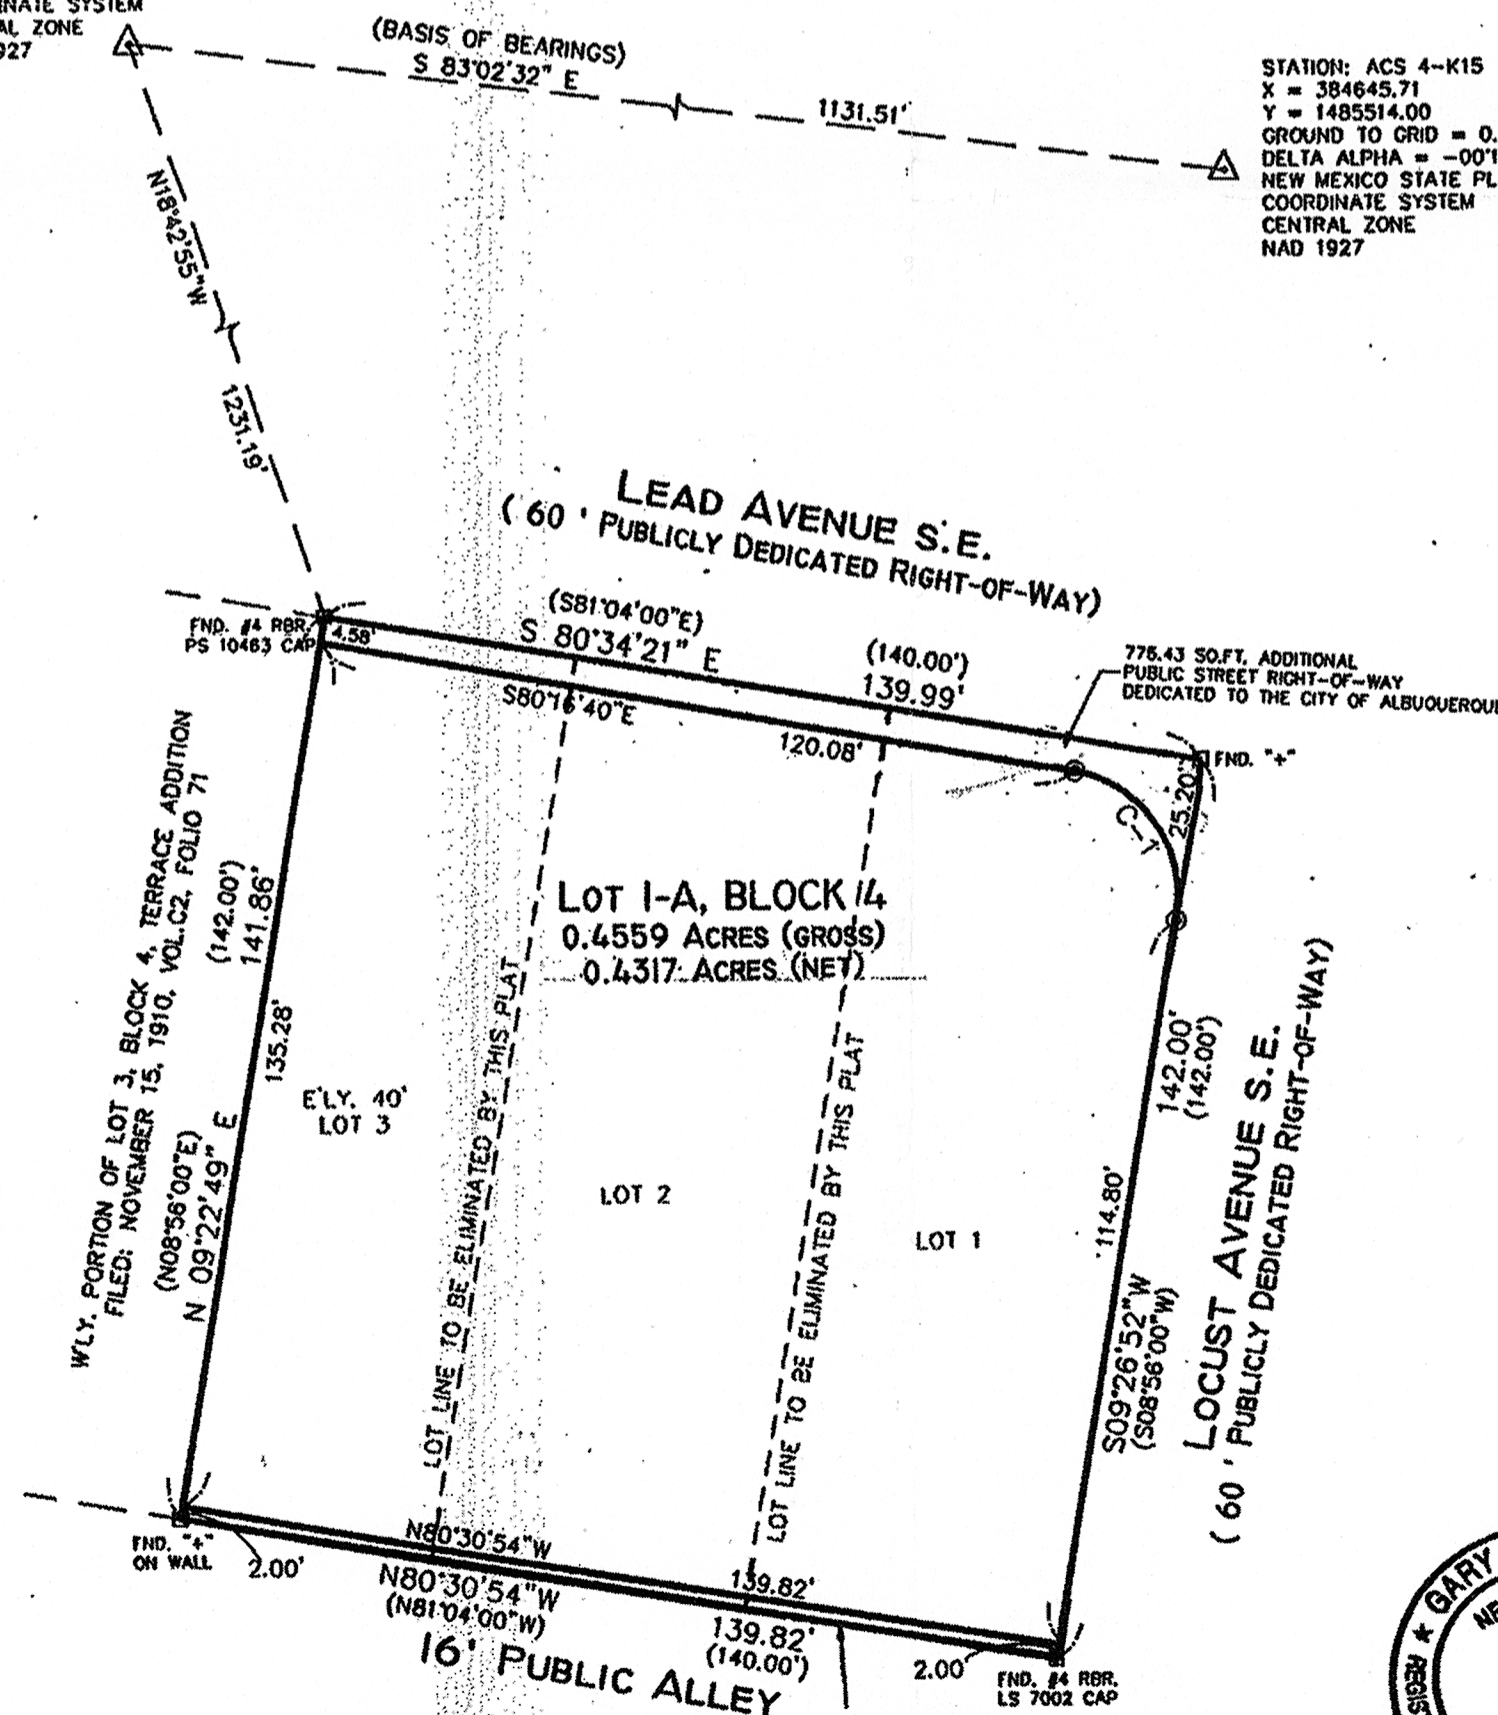 SYSTEM
ZONE
(BASIS OF BEARINGS)
S 83°02'32" E
1131.51'
STATION: ACS 4-K15
X = 384645.71
Y = 1485514.00
GROUND TO GRID = 0.
DELTA ALPHA = -00°1
NEW MEXICO STATE PL
COORDINATE SYSTEM
CENTRAL ZONE
NAD 1927
N18°42'55"W
1231.19'
LEAD AVENUE S.E.
( 60 ' PUBLICLY DEDICATED RIGHT-OF-WAY)
FND. #4 RBR.
PS 10463 CAP
4.58'
(S81°04'00"E)
S 80°34'21" E
(140.00')
139.99'
S80°16'40"E
120.08'
775.43 SQ.FT. ADDITIONAL
PUBLIC STREET RIGHT-OF-WAY
DEDICATED TO THE CITY OF ALBUQUERQUE
FND. "+"
25.20'
C-1
LOT 1-A, BLOCK 14
0.4559 ACRES (GROSS)
0.4317 ACRES (NET)
WLY. PORTION OF LOT 3, BLOCK 4, TERRACE ADDITION
FILED: NOVEMBER 15, 1910, VOL.C2, FOLIO 71
(142.00')
141.86'
135.28'
(N08°56'00"E)
N 09°22'49" E
E'LY. 40'
LOT 3
LOT LINE TO BE ELIMINATED BY THIS PLAT
LOT 2
LOT LINE TO BE ELIMINATED BY THIS PLAT
LOT 1
142.00'
(142.00')
114.80'
S09°26'52"W
(S08°56'00"W)
LOCUST AVENUE S.E.
( 60 ' PUBLICLY DEDICATED RIGHT-OF-WAY)
FND. "+"
ON WALL
2.00'
N80°30'54"W
139.82'
N80°30'54"W
(N81°04'00"W)
139.82'
(140.00')
16' PUBLIC ALLEY
2.00'
FND. #4 RBR.
LS 7002 CAP
GARY